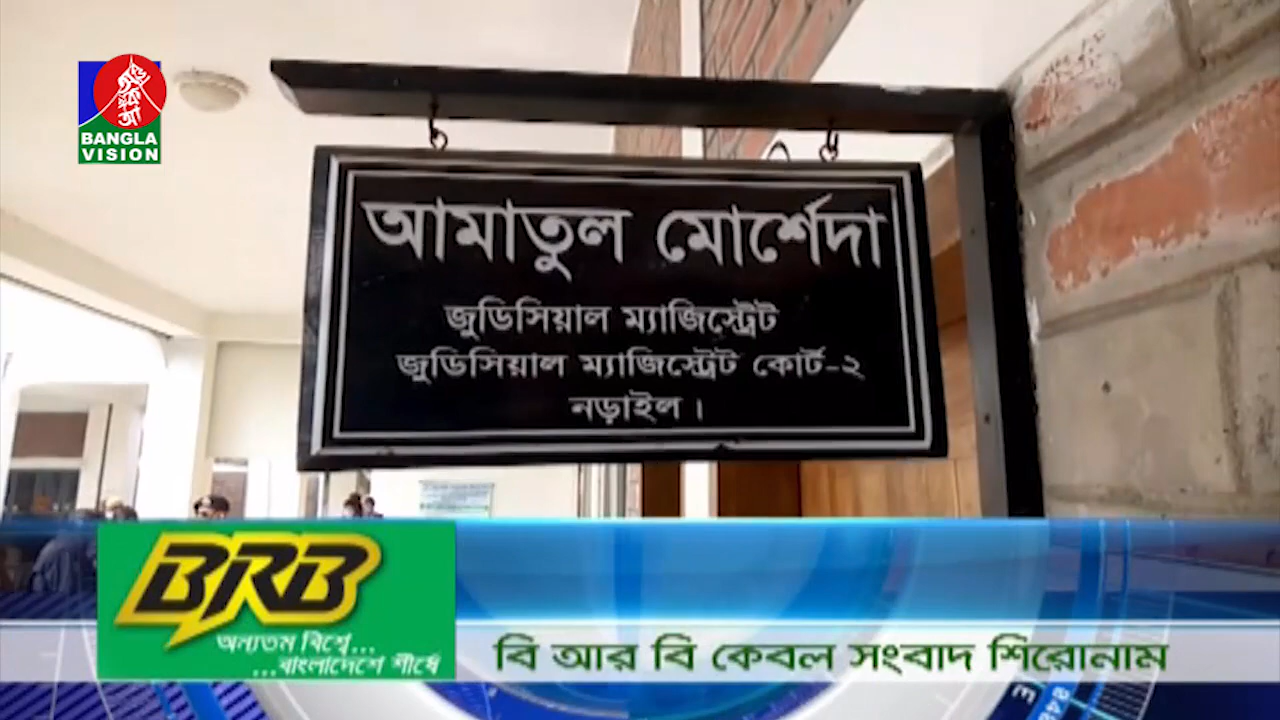 BANGLA
VISION
আমাতুল মোর্শেদা
জুডিসিয়াল ম্যাজিস্ট্রেট
জুডিসিয়াল ম্যাজিস্ট্রেট কোর্ট-২
নড়াইল।
BRB
অন্যতম বিশ্বে...
...বাংলাদেশে শীর্ষে
বি আর বি কেবল সংবাদ শিরোনাম